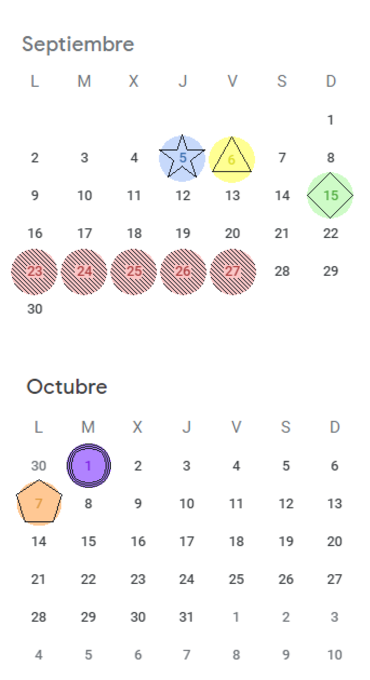 Septiembre
L M X J V S D
1
2 3 4 5 6 7 8
9 10 11 12 13 14 15
16 17 18 19 20 21 22
23 24 25 26 27 28 29
30
Octubre
L M X J V S D
30 1 2 3 4 5 6
7 8 9 10 11 12 13
14 15 16 17 18 19 20
21 22 23 24 25 26 27
28 29 30 31 1 2 3
4 5 6 7 8 9 10